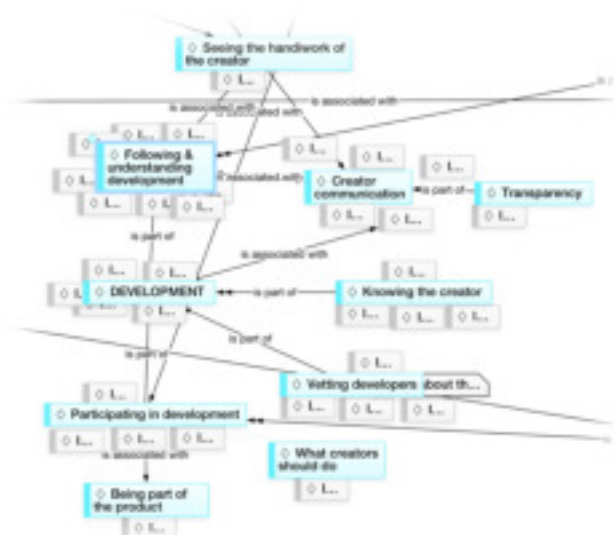 ◇ Seeing the handiwork of
the creator
◇ I...
is associated with
is associated with
is associated with
◇ I...
◇ I...
◇ I...
◇ I...
◇ Following &
understanding
development
is associated with
◇ Creator
communication
◇ I...
is part of
◇ Transparency
◇ I...
◇ I...
◇ I...
◇ I...
◇ I...
◇ I...
is part of
is associated with
◇ I...
◇ I...
◇ I...
◇ DEVELOPMENT
is part of
◇ Knowing the creator
◇ I...
◇ I...
◇ I...
is part of
is part of
◇ I...
◇ I...
◇ Vetting developers
about th...
◇ Participating in development
◇ I...
◇ I...
◇ I...
◇ I...
◇ I...
◇ I...
is associated with
◇ What creators
should do
◇ I...
◇ Being part of
the product
◇ I...